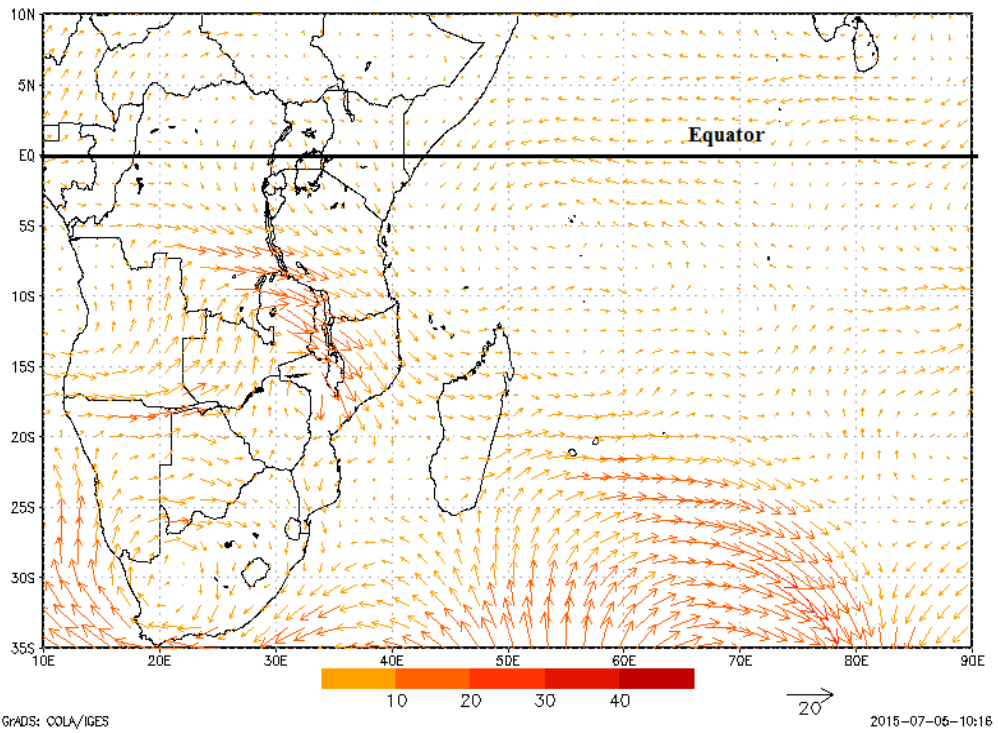 10N
5N
Equator
EQ
5S
10S
15S
20S
25S
30S
35S
10E 20E 30E 40E 50E 60E 70E 80E 90E
10 20 30 40
20
GrADS: COLA/IGES 2015-07-05-10:16